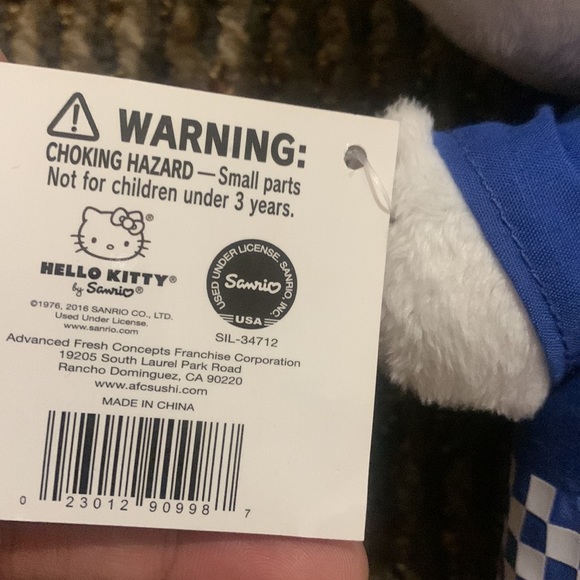 WARNING:
CHOKING HAZARD — Small parts
Not for children under 3 years.
HELLO KITTY®
by Sanrio®
©1976, 2016 SANRIO CO., LTD.
Used Under License.
www.sanrio.com
USED UNDER LICENSE SANRIO, INC.
Sanrio
USA
SIL-34712
Advanced Fresh Concepts Franchise Corporation
19205 South Laurel Park Road
Rancho Dominguez, CA 90220
www.afcsushi.com
MADE IN CHINA
0 23012 90998 7